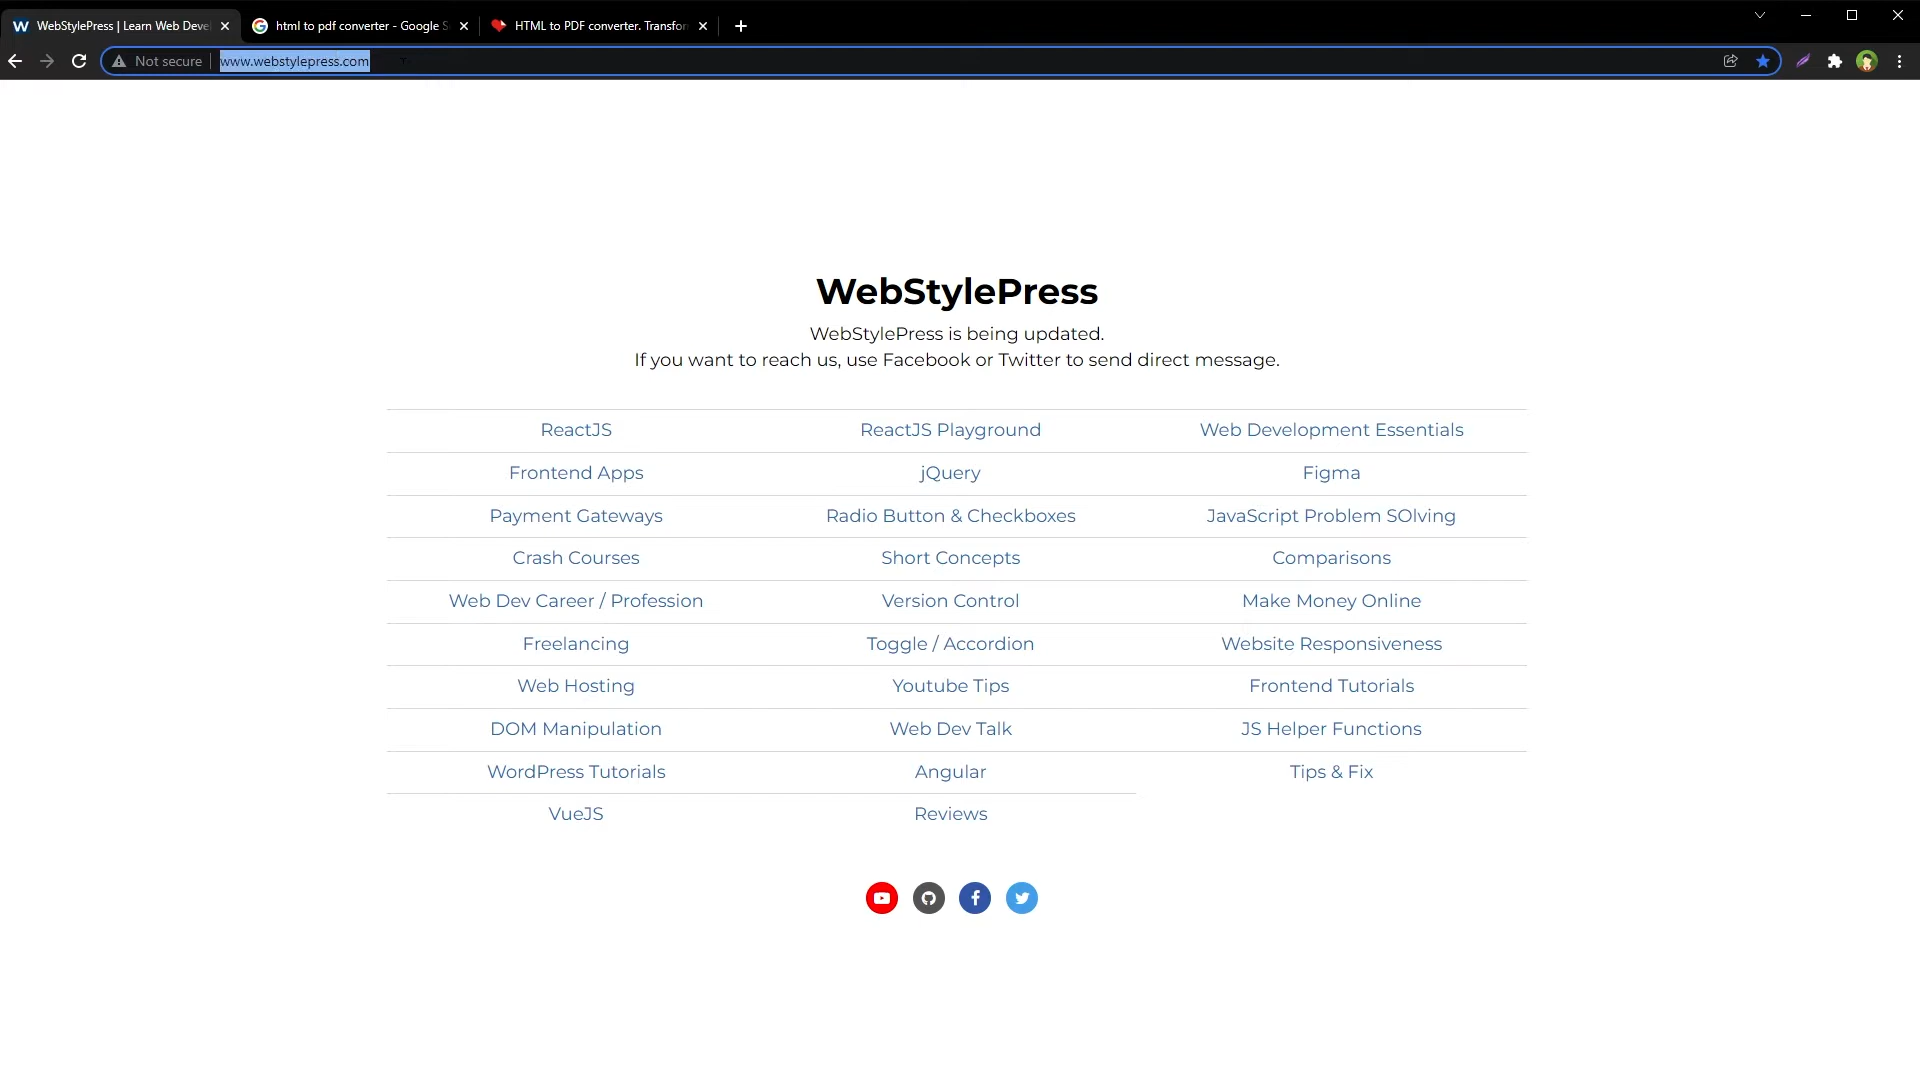 WebStylePress | Learn Web Deve
html to pdf converter - Google S
HTML to PDF converter. Transfor
Not secure
www.webstylepress.com
WebStylePress
WebStylePress is being updated.
If you want to reach us, use Facebook or Twitter to send direct message.
ReactJS ReactJS Playground Web Development Essentials
Frontend Apps jQuery Figma
Payment Gateways Radio Button & Checkboxes JavaScript Problem SOlving
Crash Courses Short Concepts Comparisons
Web Dev Career / Profession Version Control Make Money Online
Freelancing Toggle / Accordion Website Responsiveness
Web Hosting Youtube Tips Frontend Tutorials
DOM Manipulation Web Dev Talk JS Helper Functions
WordPress Tutorials Angular Tips & Fix
VueJS Reviews